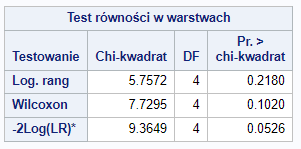 Test równości w warstwach
Testowanie Chi-kwadrat DF Pr. >
chi-kwadrat
Log. rang 5.7572 4 0.2180
Wilcoxon 7.7295 4 0.1020
-2Log(LR)* 9.3649 4 0.0526